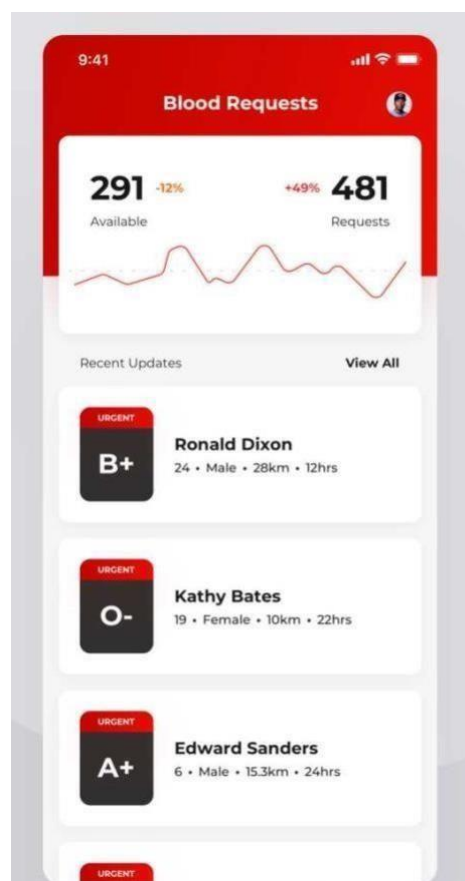 9:41
Blood Requests
291 -12% +49% 481
Available Requests
Recent Updates View All
URGENT
B+
Ronald Dixon
24 • Male • 28km • 12hrs
URGENT
O-
Kathy Bates
19 • Female • 10km • 22hrs
URGENT
A+
Edward Sanders
6 • Male • 15.3km • 24hrs
URGENT